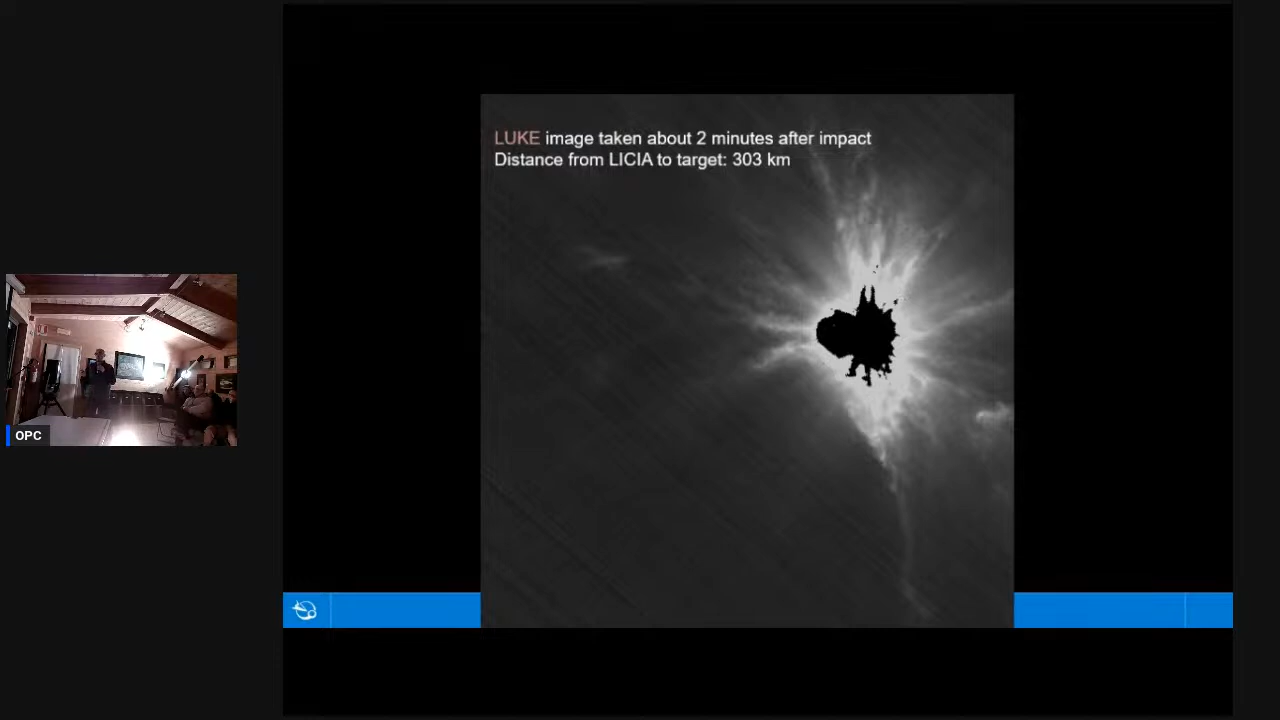 LUKE image taken about 2 minutes after impact
Distance from LICIA to target: 303 km
OPC